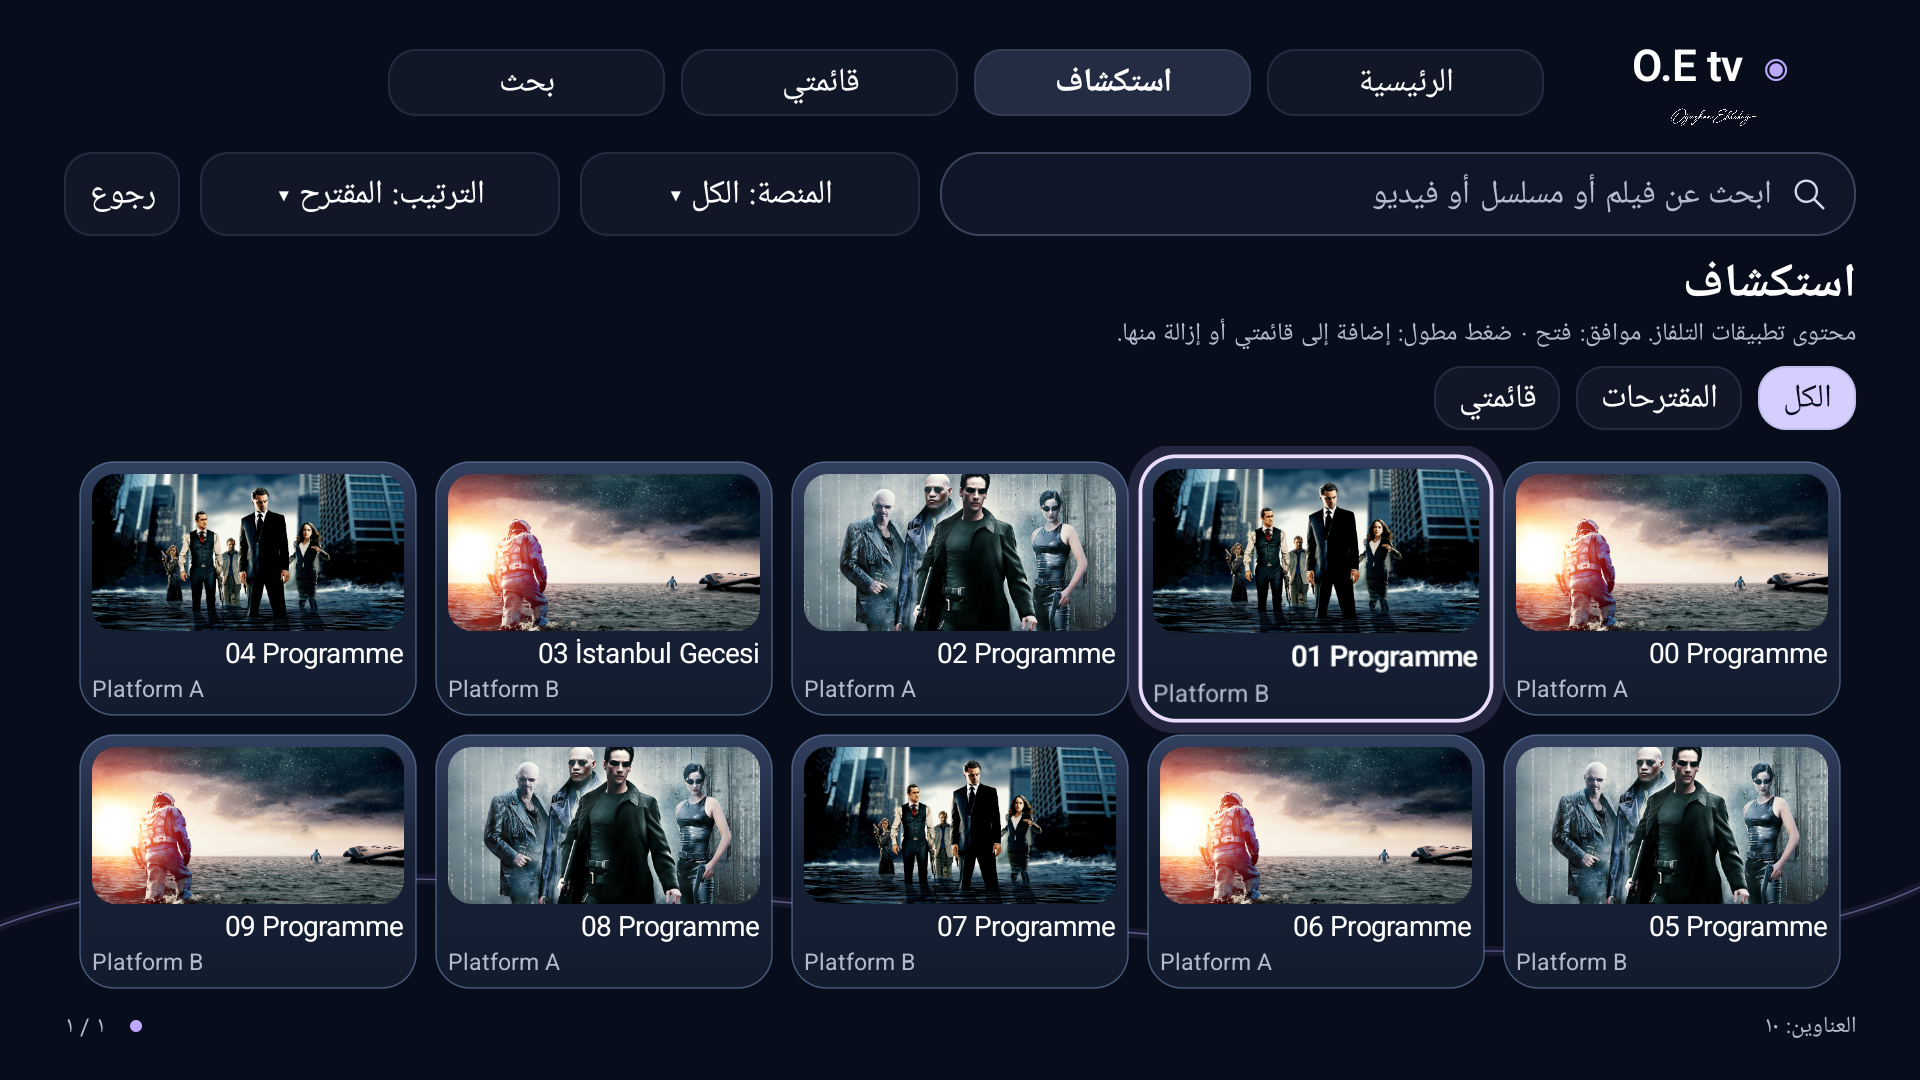 O.E tv
الرئيسية
استكشاف
قائمتي
بحث
ابحث عن فيلم أو مسلسل أو فيديو
المنصة: الكل ▾
الترتيب: المقترح ▾
رجوع
استكشاف
محتوى تطبيقات التلفاز. موافق: فتح · ضغط مطول: إضافة إلى قائمتي أو إزالة منها.
الكل
المقترحات
قائمتي
00 Programme
Platform A
01 Programme
Platform B
02 Programme
Platform A
03 İstanbul Gecesi
Platform B
04 Programme
Platform A
05 Programme
Platform B
06 Programme
Platform A
07 Programme
Platform B
08 Programme
Platform A
09 Programme
Platform B
العناوين: ١٠
١ / ١